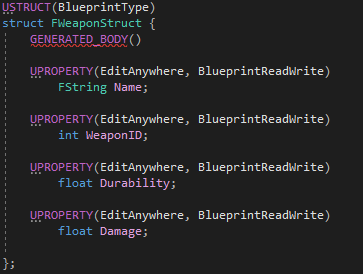 USTRUCT(BlueprintType)
struct FWeaponStruct {
GENERATED_BODY()
UPROPERTY(EditAnywhere, BlueprintReadWrite)
FString Name;
UPROPERTY(EditAnywhere, BlueprintReadWrite)
int WeaponID;
UPROPERTY(EditAnywhere, BlueprintReadWrite)
float Durability;
UPROPERTY(EditAnywhere, BlueprintReadWrite)
float Damage;
};